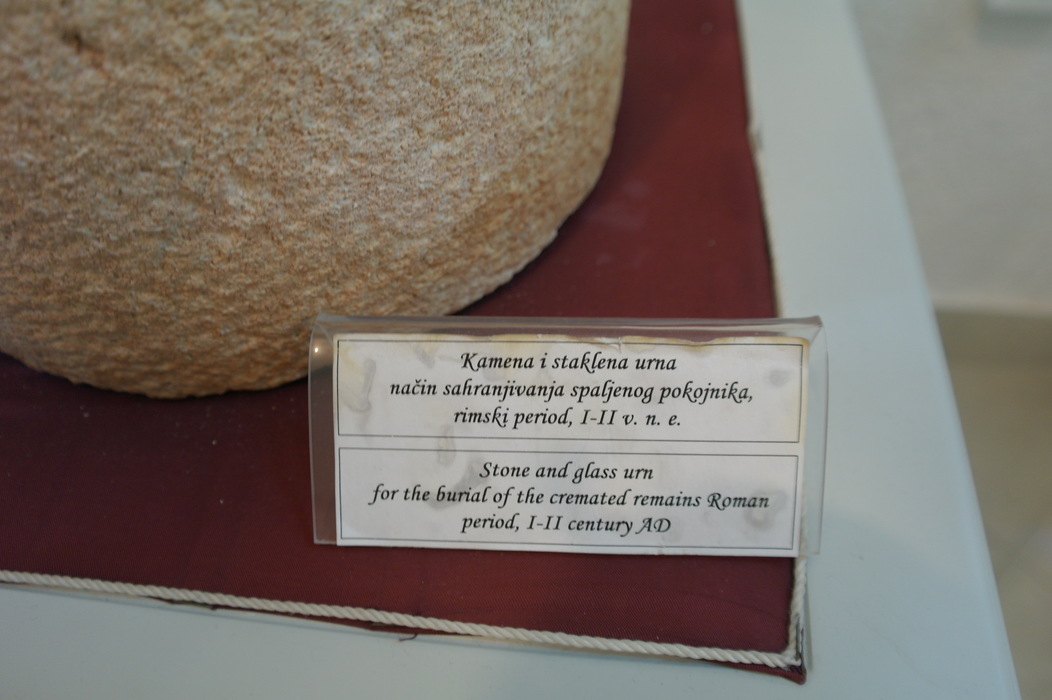 Kamena i staklena urna
način sahranjivanja spaljenog pokojnika,
rimski period, I-II v. n. e.
Stone and glass urn
for the burial of the cremated remains Roman
period, I-II century AD